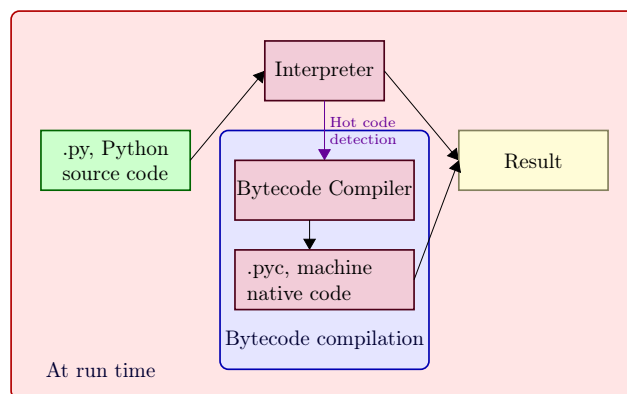 Interpreter
Hot code
detection
.py, Python
source code
Result
Bytecode Compiler
.pyc, machine
native code
Bytecode compilation
At run time